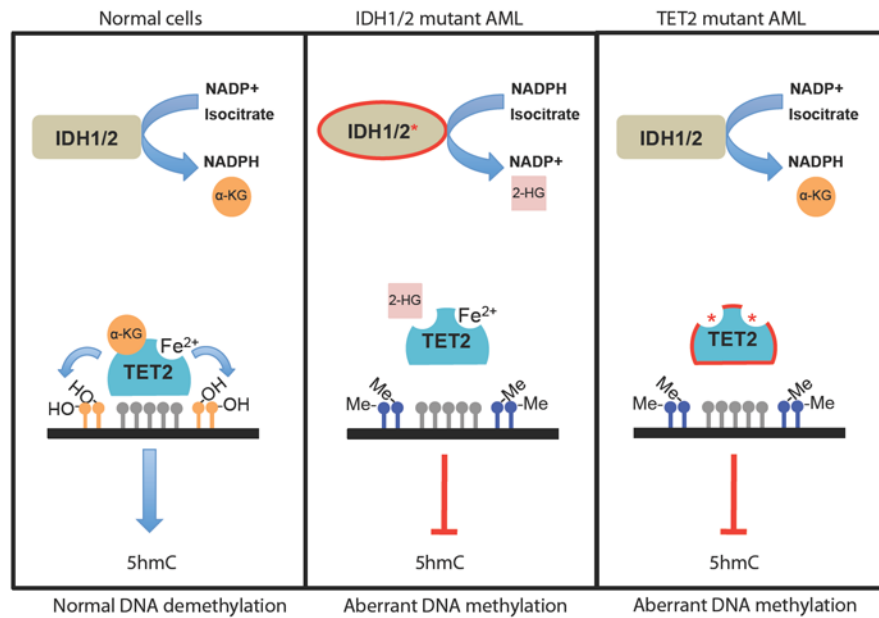 Normal cells
NADP+
Isocitrate
IDH1/2
NADPH
α-KG
α-KG
Fe²⁺
TET2
HO-
HO
-OH
-OH
5hmC
Normal DNA demethylation
IDH1/2 mutant AML
NADPH
Isocitrate
IDH1/2*
NADP+
2-HG
2-HG
Fe²⁺
TET2
Me
Me-
-Me
-Me
5hmC
Aberrant DNA methylation
TET2 mutant AML
NADP+
Isocitrate
IDH1/2
NADPH
α-KG
* *
TET2
Me
Me-
-Me
-Me
5hmC
Aberrant DNA methylation